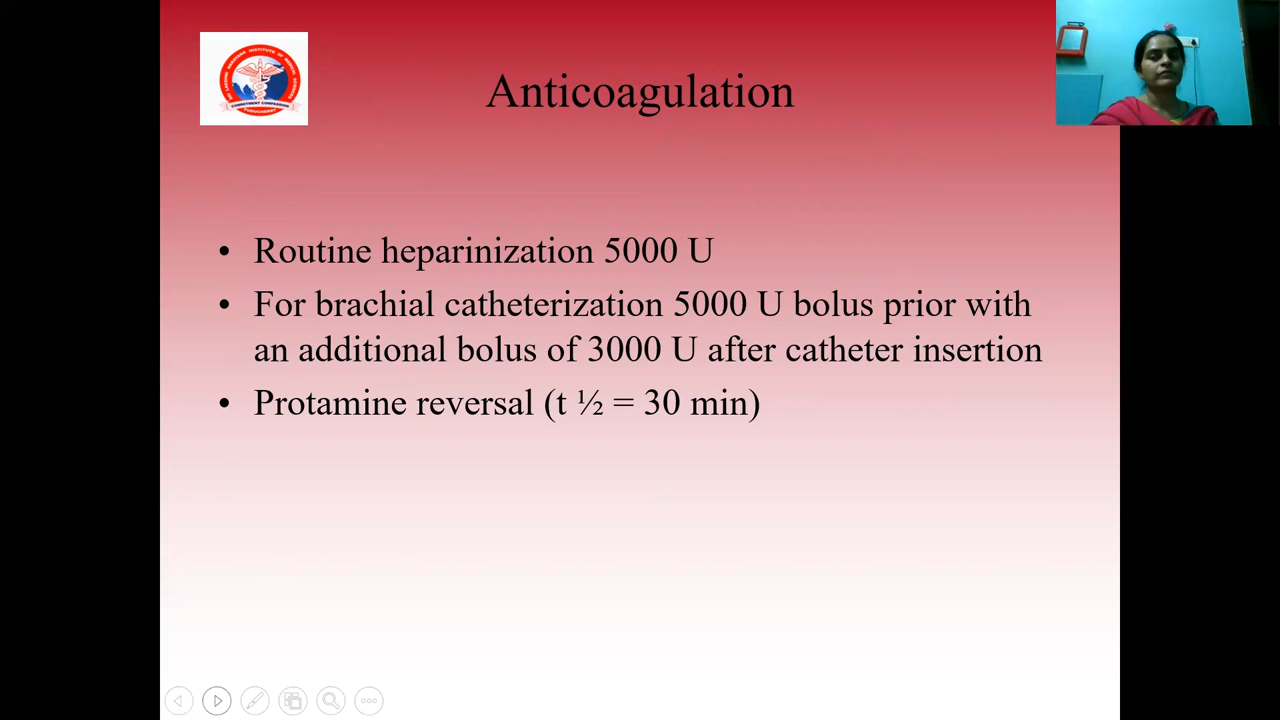 Anticoagulation
• Routine heparinization 5000 U
• For brachial catheterization 5000 U bolus prior with
an additional bolus of 3000 U after catheter insertion
• Protamine reversal (t ½ = 30 min)